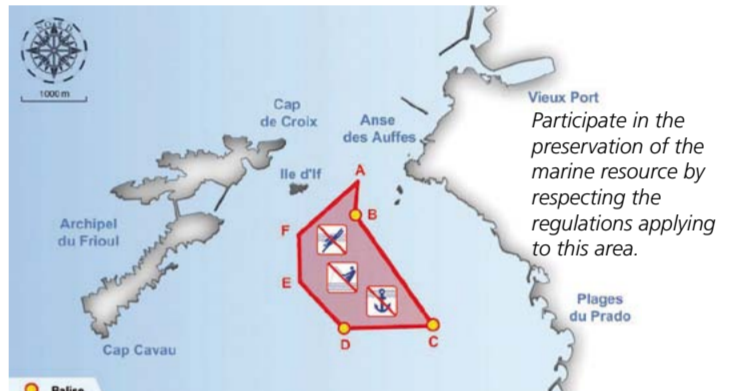 NORD
1000 m
Cap
de Croix
Anse
des Auffes
Vieux Port
Participate in the
preservation of the
marine resource by
respecting the
regulations applying
to this area.
Ile d'If
A
B
Archipel
du Frioul
F
E
Plages
du Prado
D
C
Cap Cavau
Balise